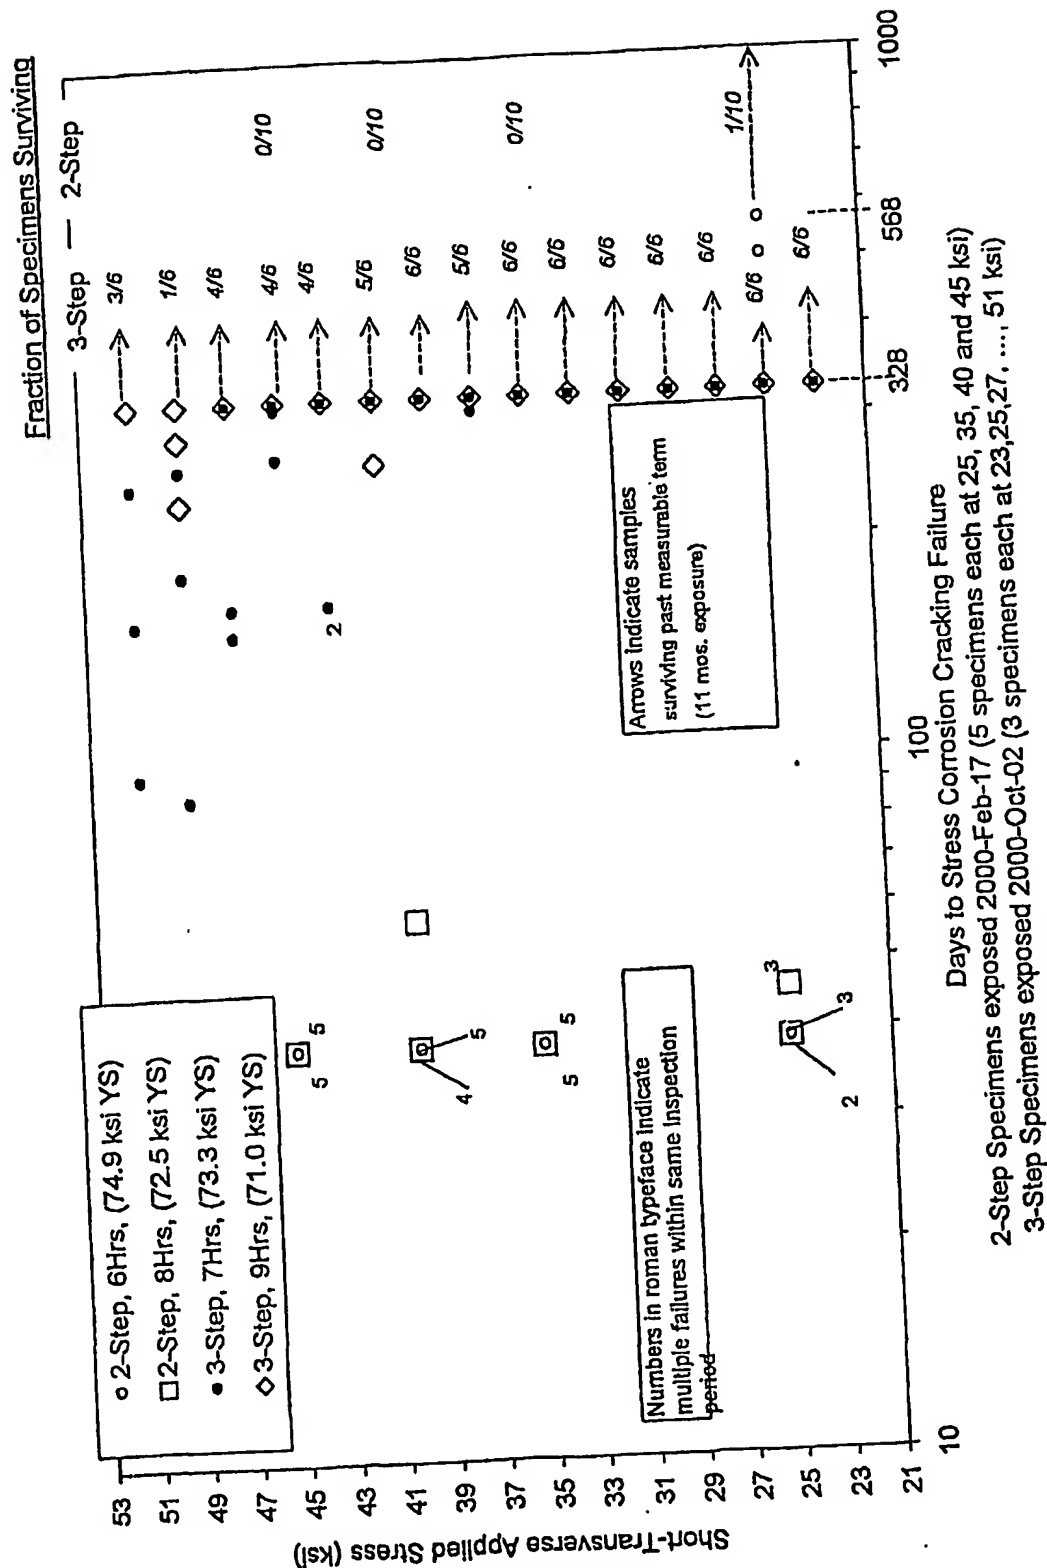 Fraction of Specimens Surviving
3-Step — 2-Step
3/6
1/6
4/6
4/6 0/10
4/6
5/6 0/10
6/6
5/6
6/6 0/10
6/6
6/6
6/6
6/6
6/6 1/10
6/6
○ 2-Step, 6Hrs, (74.9 ksi YS)
□ 2-Step, 8Hrs, (72.5 ksi YS)
● 3-Step, 7Hrs, (73.3 ksi YS)
◇ 3-Step, 9Hrs, (71.0 ksi YS)
2
5 5
4 5
5 5
3
2 3
Arrows indicate samples
surviving past measurable term
(11 mos. exposure)
Numbers in roman typeface indicate
multiple failures within same inspection
period
Short-Transverse Applied Stress (ksi)
53
51
49
47
45
43
41
39
37
35
33
31
29
27
25
23
21
10 100 328 568 1000
Days to Stress Corrosion Cracking Failure
2-Step Specimens exposed 2000-Feb-17 (5 specimens each at 25, 35, 40 and 45 ksi)
3-Step Specimens exposed 2000-Oct-02 (3 specimens each at 23,25,27, ..., 51 ksi)